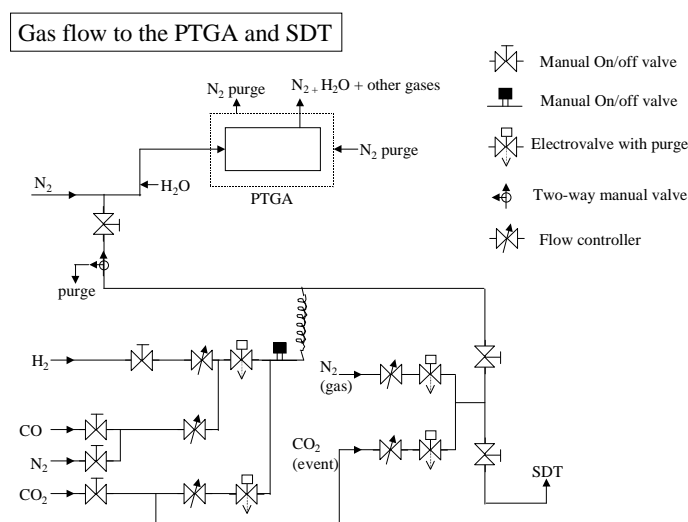 Gas flow to the PTGA and SDT
N₂ purge
N₂ + H₂O + other gases
N₂ purge
N₂
H₂O
PTGA
purge
H₂
N₂
(gas)
CO
CO₂
(event)
N₂
CO₂
SDT
Manual On/off valve
Manual On/off valve
Electrovalve with purge
Two-way manual valve
Flow controller